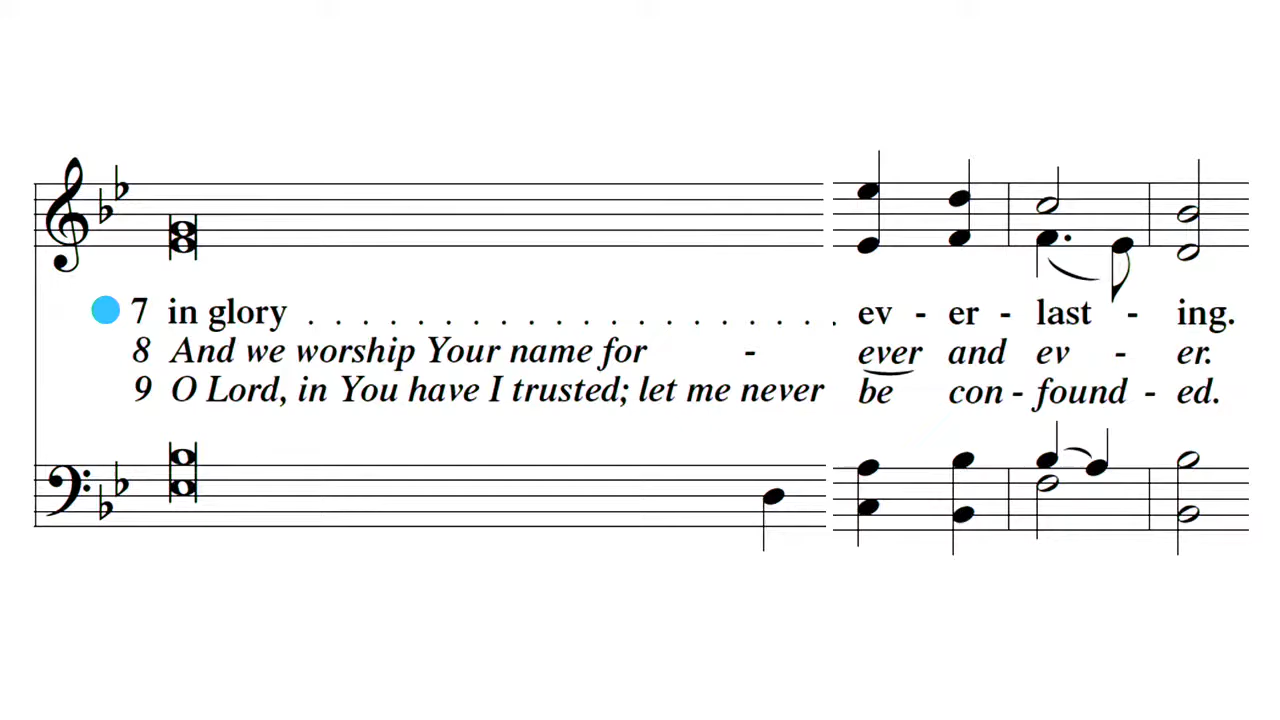 7 in glory . . . . . . . . . . . . . . . . . . . . ev - er - last - ing.
8 And we worship Your name for - ever and ev - er.
9 O Lord, in You have I trusted; let me never be con - found - ed.